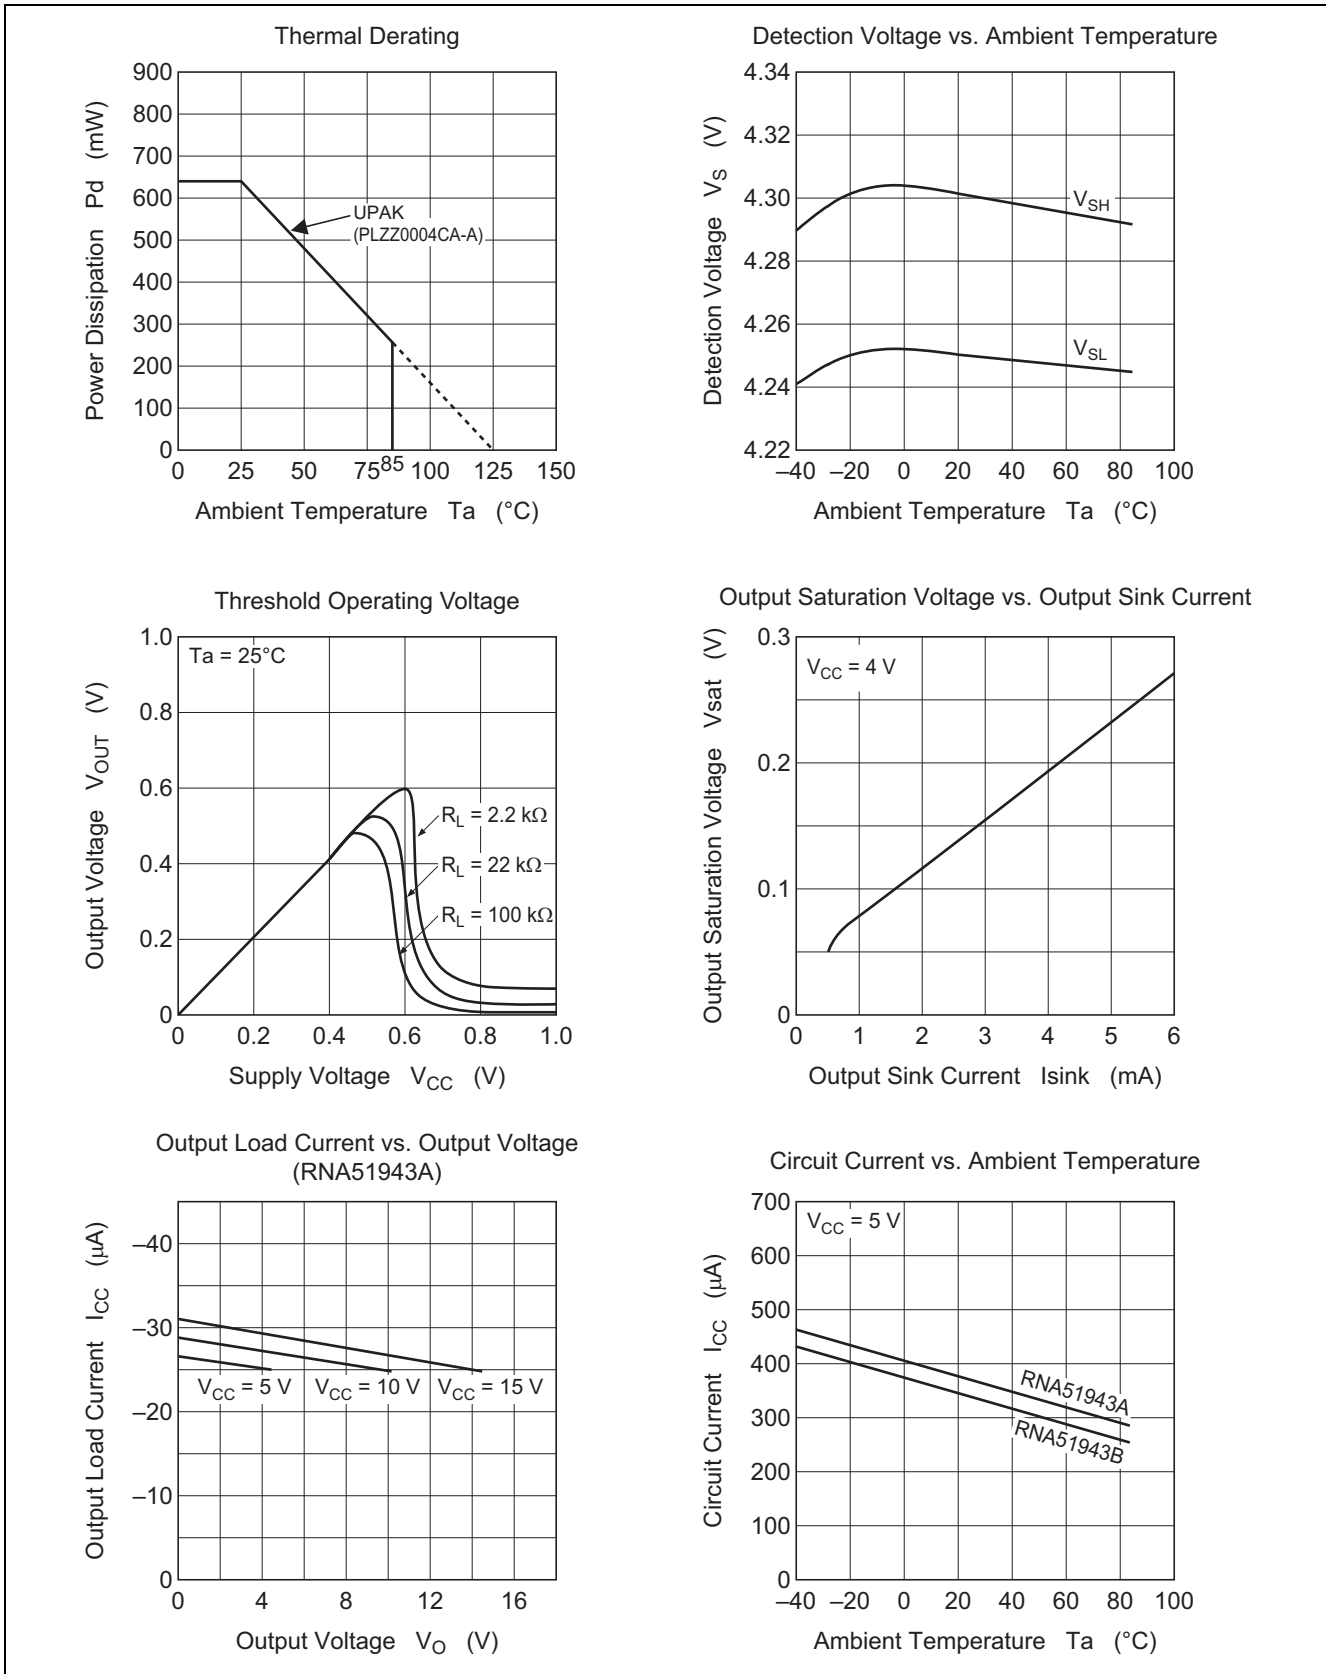 Thermal Derating
900
800
700
600
500
400
300
200
100
0
Power Dissipation Pd (mW)
UPAK
(PLZZ0004CA-A)
0 25 50 75 85 100 125 150
Ambient Temperature Ta (°C)
Detection Voltage vs. Ambient Temperature
4.34
4.32
4.30
4.28
4.26
4.24
4.22
Detection Voltage VS (V)
VSH
VSL
–40 –20 0 20 40 60 80 100
Ambient Temperature Ta (°C)
Threshold Operating Voltage
1.0
0.8
0.6
0.4
0.2
0
Output Voltage VOUT (V)
Ta = 25°C
RL = 2.2 kΩ
RL = 22 kΩ
RL = 100 kΩ
0 0.2 0.4 0.6 0.8 1.0
Supply Voltage VCC (V)
Output Saturation Voltage vs. Output Sink Current
0.3
0.2
0.1
0
Output Saturation Voltage Vsat (V)
VCC = 4 V
0 1 2 3 4 5 6
Output Sink Current Isink (mA)
Output Load Current vs. Output Voltage
(RNA51943A)
–40
–30
–20
–10
0
Output Load Current ICC (µA)
VCC = 5 V VCC = 10 V VCC = 15 V
0 4 8 12 16
Output Voltage VO (V)
Circuit Current vs. Ambient Temperature
700
600
500
400
300
200
100
0
Circuit Current ICC (µA)
VCC = 5 V
RNA51943A
RNA51943B
–40 –20 0 20 40 60 80 100
Ambient Temperature Ta (°C)